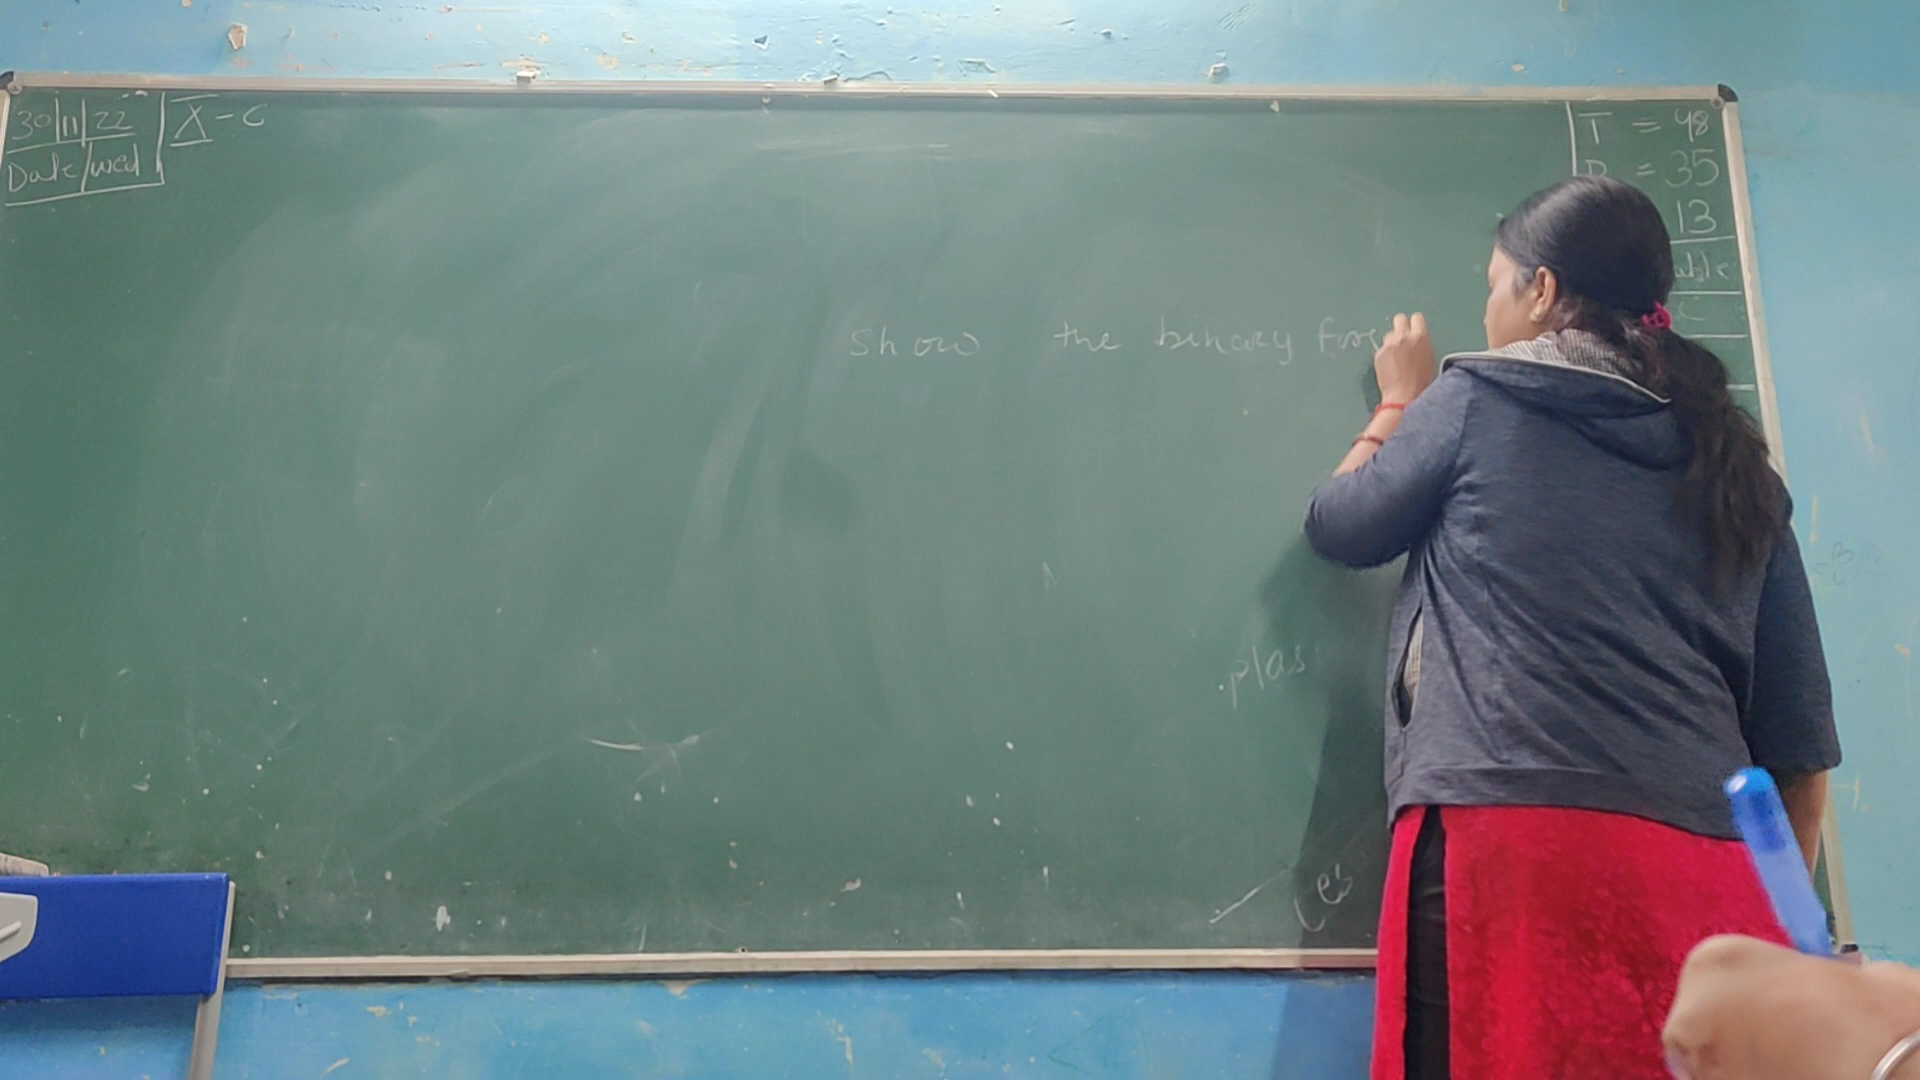 30/11/22 X-C
Date/wed
T = 48
= 35
13
show the binary
plas